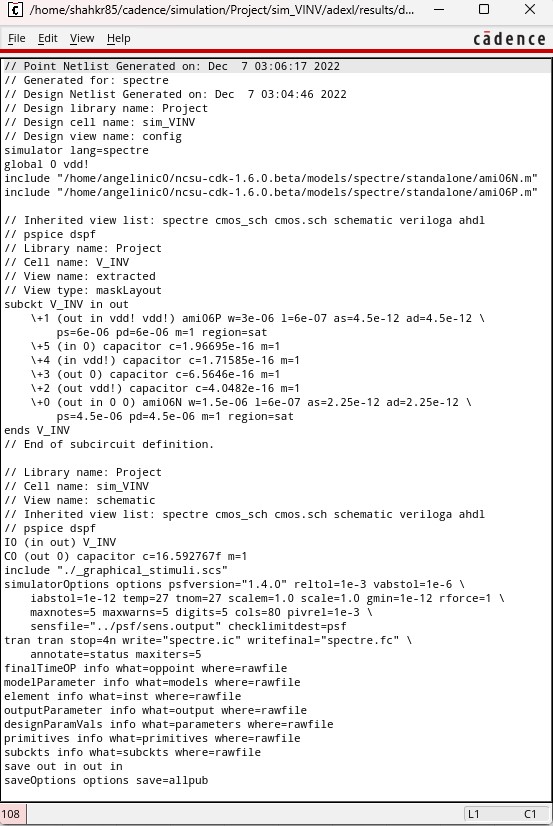 /home/shahkr85/cadence/simulation/Project/sim_VINV/adexl/results/d...
File Edit View Help
cādence
// Point Netlist Generated on: Dec  7 03:06:17 2022
// Generated for: spectre
// Design Netlist Generated on: Dec  7 03:04:46 2022
// Design library name: Project
// Design cell name: sim_VINV
// Design view name: config
simulator lang=spectre
global 0 vdd!
include "/home/angelinic0/ncsu-cdk-1.6.0.beta/models/spectre/standalone/ami06N.m"
include "/home/angelinic0/ncsu-cdk-1.6.0.beta/models/spectre/standalone/ami06P.m"
// Inherited view list: spectre cmos_sch cmos.sch schematic veriloga ahdl
// pspice dspf
// Library name: Project
// Cell name: V_INV
// View name: extracted
// View type: maskLayout
subckt V_INV in out
\+1 (out in vdd! vdd!) ami06P w=3e-06 l=6e-07 as=4.5e-12 ad=4.5e-12 \
ps=6e-06 pd=6e-06 m=1 region=sat
\+5 (in 0) capacitor c=1.96695e-16 m=1
\+4 (in vdd!) capacitor c=1.71585e-16 m=1
\+3 (out 0) capacitor c=6.5646e-16 m=1
\+2 (out vdd!) capacitor c=4.0482e-16 m=1
\+0 (out in 0 0) ami06N w=1.5e-06 l=6e-07 as=2.25e-12 ad=2.25e-12 \
ps=4.5e-06 pd=4.5e-06 m=1 region=sat
ends V_INV
// End of subcircuit definition.
// Library name: Project
// Cell name: sim_VINV
// View name: schematic
// Inherited view list: spectre cmos_sch cmos.sch schematic veriloga ahdl
// pspice dspf
I0 (in out) V_INV
C0 (out 0) capacitor c=16.592767f m=1
include "./_graphical_stimuli.scs"
simulatorOptions options psfversion="1.4.0" reltol=1e-3 vabstol=1e-6 \
iabstol=1e-12 temp=27 tnom=27 scalem=1.0 scale=1.0 gmin=1e-12 rforce=1 \
maxnotes=5 maxwarns=5 digits=5 cols=80 pivrel=1e-3 \
sensfile="../psf/sens.output" checklimitdest=psf
tran tran stop=4n write="spectre.ic" writefinal="spectre.fc" \
annotate=status maxiters=5
finalTimeOP info what=oppoint where=rawfile
modelParameter info what=models where=rawfile
element info what=inst where=rawfile
outputParameter info what=output where=rawfile
designParamVals info what=parameters where=rawfile
primitives info what=primitives where=rawfile
subckts info what=subckts where=rawfile
save out in out in
saveOptions options save=allpub
108 L1 C1